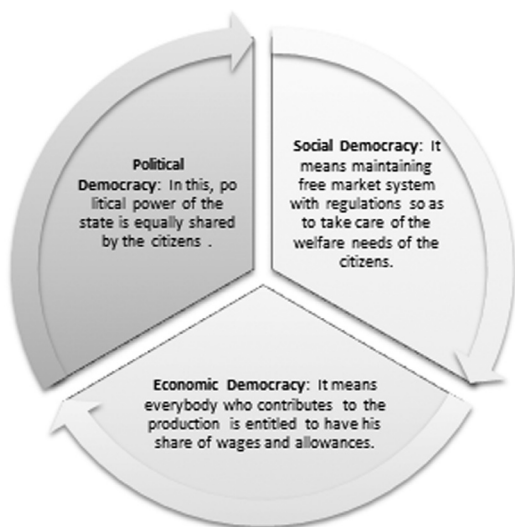 Political
Democracy: In this, po
litical power of the
state is equally shared
by the citizens .
Social Democracy: It
means maintaining
free market system
with regulations so as
to take care of the
welfare needs of the
citizens.
Economic Democracy: It means
everybody who contributes to the
production is entitled to have his
share of wages and allowances.